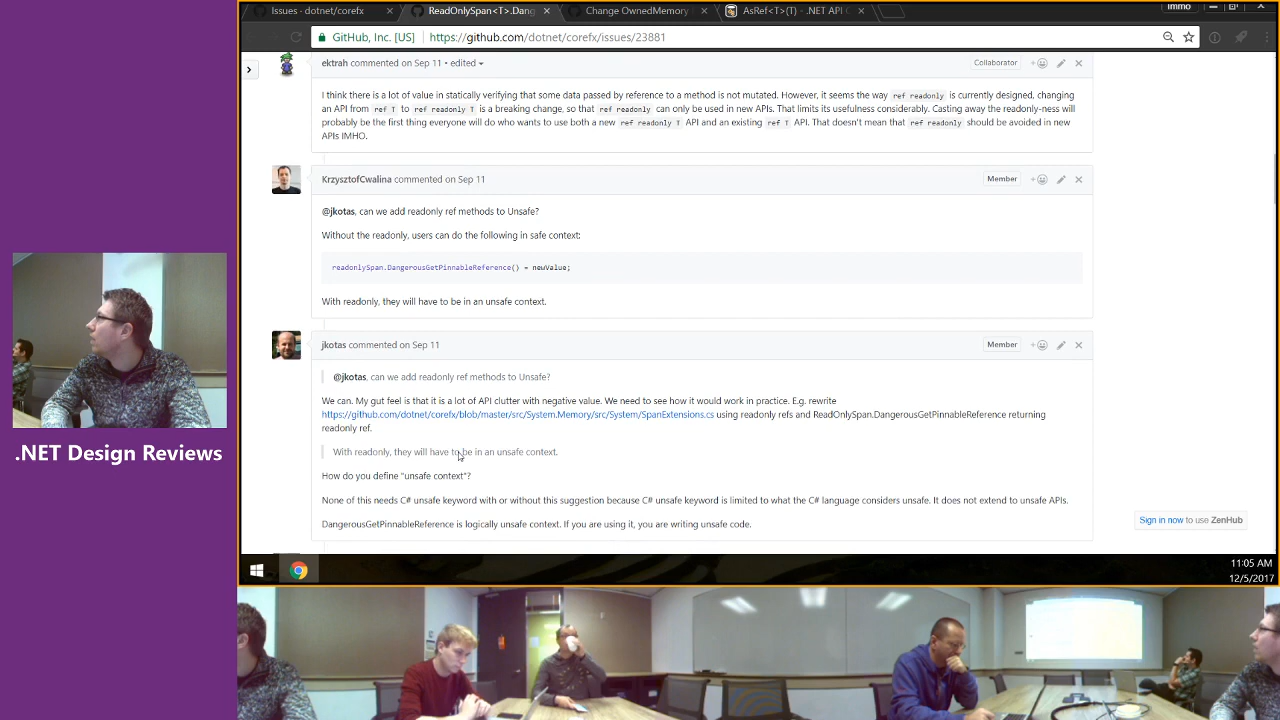 Issues · dotnet/corefx
ReadOnlySpan<T>.Dang
Change OwnedMemory
AsRef<T>(T) - .NET API C
Immo
GitHub, Inc. [US]
https://github.com/dotnet/corefx/issues/23881
ektrah commented on Sep 11 • edited
Collaborator
I think there is a lot of value in statically verifying that some data passed by reference to a method is not mutated. However, it seems the way ref readonly is currently designed, changing
an API from ref T to ref readonly T is a breaking change, so that ref readonly can only be used in new APIs. That limits its usefulness considerably. Casting away the readonly-ness will
probably be the first thing everyone will do who wants to use both a new ref readonly T API and an existing ref T API. That doesn't mean that ref readonly should be avoided in new
APIs IMHO.
KrzysztofCwalina commented on Sep 11
Member
@jkotas, can we add readonly ref methods to Unsafe?
Without the readonly, users can do the following in safe context:
readonlySpan.DangerousGetPinnableReference() = newValue;
With readonly, they will have to be in an unsafe context.
jkotas commented on Sep 11
Member
@jkotas, can we add readonly ref methods to Unsafe?
We can. My gut feel is that it is a lot of API clutter with negative value. We need to see how it would work in practice. E.g. rewrite
https://github.com/dotnet/corefx/blob/master/src/System.Memory/src/System/SpanExtensions.cs using readonly refs and ReadOnlySpan.DangerousGetPinnableReference returning
readonly ref.
With readonly, they will have to be in an unsafe context.
How do you define "unsafe context"?
None of this needs C# unsafe keyword with or without this suggestion because C# unsafe keyword is limited to what the C# language considers unsafe. It does not extend to unsafe APIs.
DangerousGetPinnableReference is logically unsafe context. If you are using it, you are writing unsafe code.
Sign in now to use ZenHub
11:05 AM
12/5/2017
.NET Design Reviews